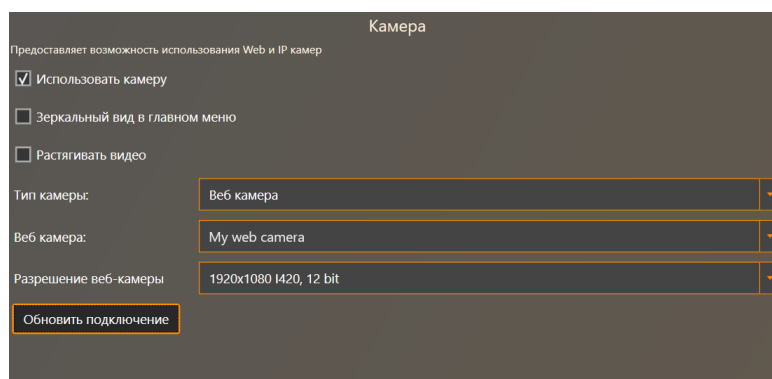 Камера
Предоставляет возможность использования Web и IP камер
Использовать камеру
Зеркальный вид в главном меню
Растягивать видео
Тип камеры: Веб камера
Веб камера: My web camera
Разрешение веб-камеры 1920x1080 I420, 12 bit
Обновить подключение